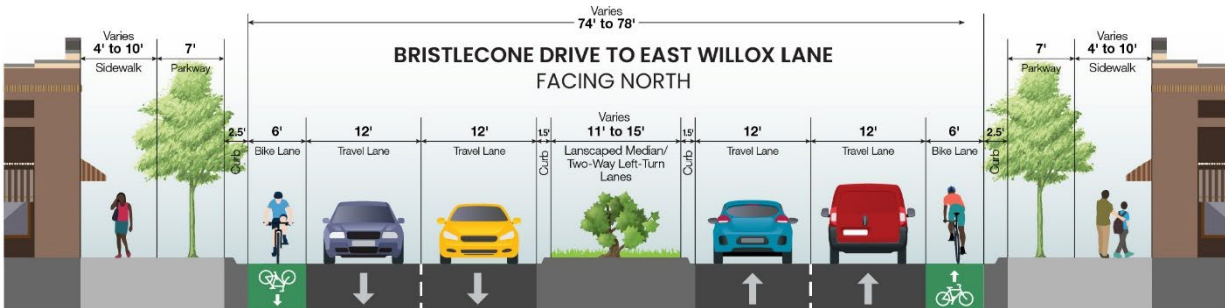 Varies
74' to 78'
BRISTLECONE DRIVE TO EAST WILLOX LANE
FACING NORTH
Varies
4' to 10'
Sidewalk
7'
Parkway
2.5'
Curb
6'
Bike Lane
12'
Travel Lane
12'
Travel Lane
1.5'
Curb
Varies
11' to 15'
Lanscaped Median/
Two-Way Left-Turn
Lanes
1.5'
Curb
12'
Travel Lane
12'
Travel Lane
6'
Bike Lane
2.5'
Curb
7'
Parkway
Varies
4' to 10'
Sidewalk